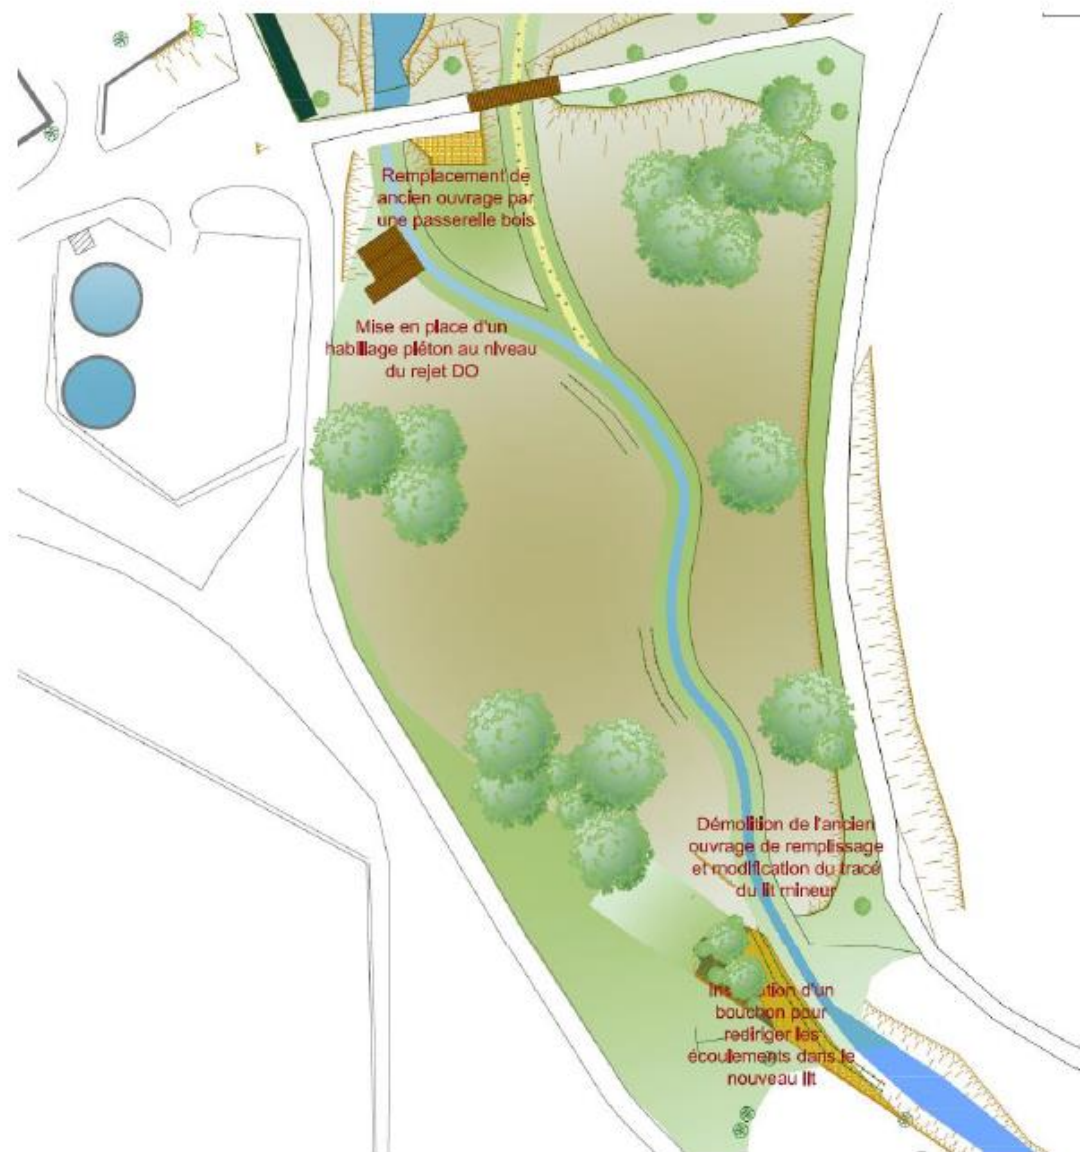 Remplacement de
ancien ouvrage par
une passerelle bois
Mise en place d'un
habillage piéton au niveau
du rejet DO
Démolition de l'ancien
ouvrage de remplissage
et modification du tracé
du lit mineur
d'un
bouchon pour
rediriger les
écoulements dans le
nouveau lit